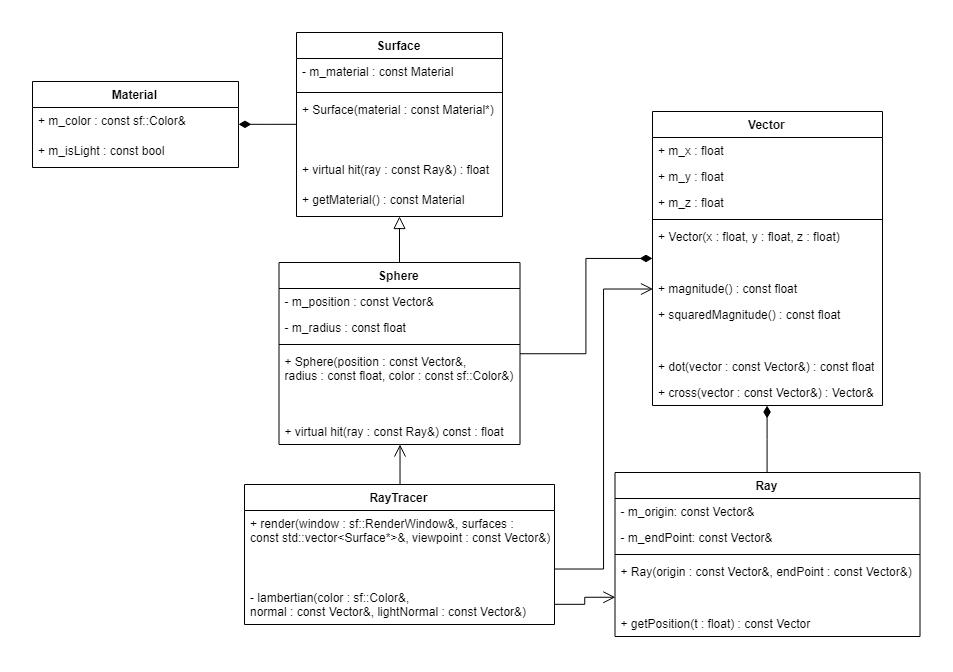 Surface
- m_material : const Material
+ Surface(material : const Material*)
+ virtual hit(ray : const Ray&) : float
+ getMaterial() : const Material
Material
+ m_color : const sf::Color&
+ m_isLight : const bool
Vector
+ m_x : float
+ m_y : float
+ m_z : float
+ Vector(x : float, y : float, z : float)
+ magnitude() : const float
+ squaredMagnitude() : const float
+ dot(vector : const Vector&) : const float
+ cross(vector : const Vector&) : Vector&
Sphere
- m_position : const Vector&
- m_radius : const float
+ Sphere(position : const Vector&,
radius : const float, color : const sf::Color&)
+ virtual hit(ray : const Ray&) const : float
RayTracer
+ render(window : sf::RenderWindow&, surfaces :
const std::vector<Surface*>&, viewpoint : const Vector&)
- lambertian(color : sf::Color&,
normal : const Vector&, lightNormal : const Vector&)
Ray
- m_origin: const Vector&
- m_endPoint: const Vector&
+ Ray(origin : const Vector&, endPoint : const Vector&)
+ getPosition(t : float) : const Vector